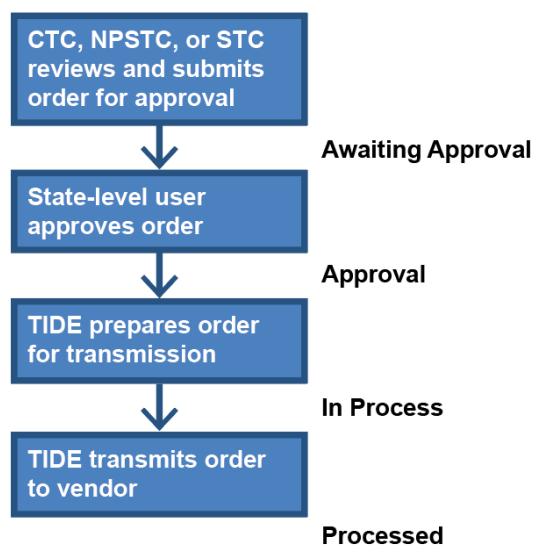 CTC, NPSTC, or STC
reviews and submits
order for approval
Awaiting Approval
State-level user
approves order
Approval
TIDE prepares order
for transmission
In Process
TIDE transmits order
to vendor
Processed